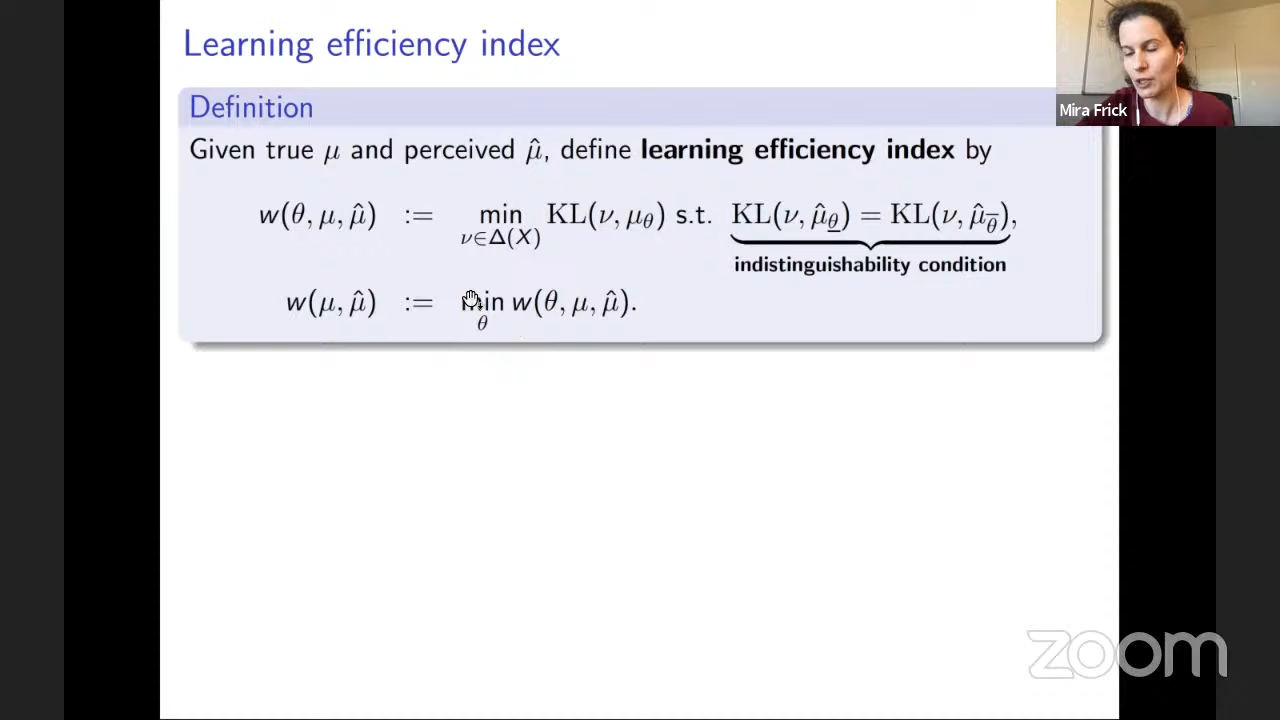 Learning efficiency index
Definition
Mira Frick
Given true μ and perceived μ̂, define learning efficiency index by
w(θ, μ, μ̂) := min KL(ν, μ_θ) s.t. KL(ν, μ̂_θ̲) = KL(ν, μ̂_θ̅),
ν∈Δ(X)
indistinguishability condition
w(μ, μ̂) := min w(θ, μ, μ̂).
θ
zoom